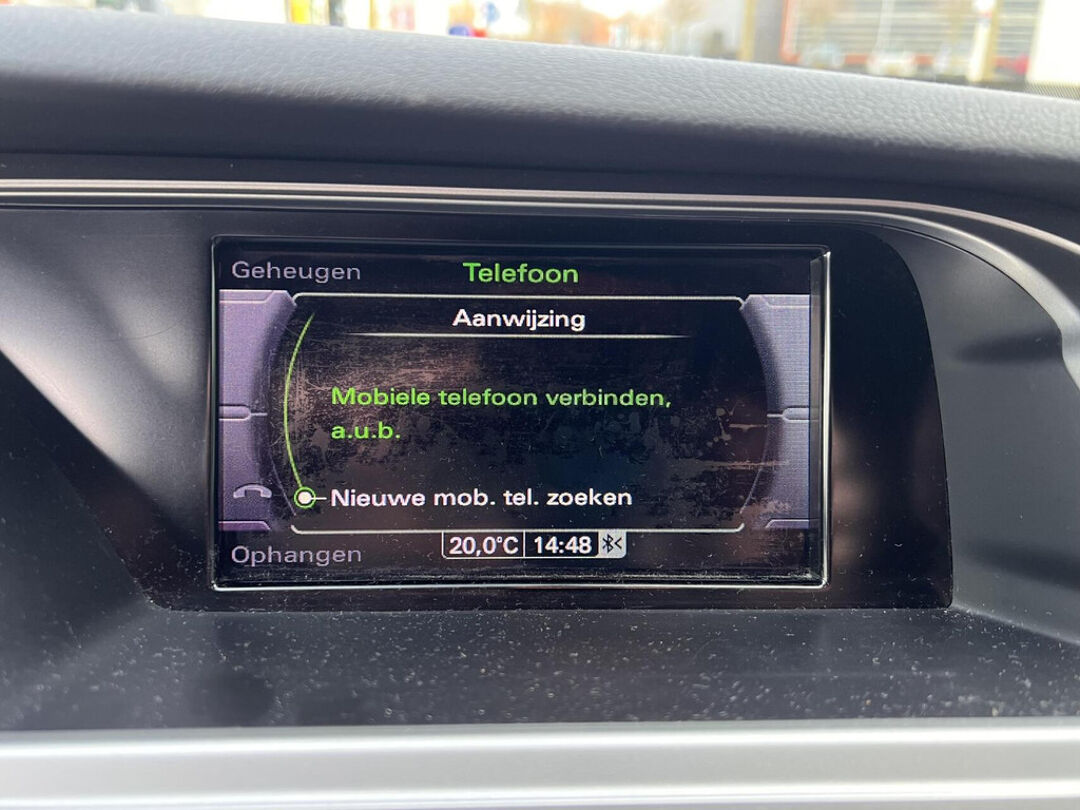 Geheugen
Telefoon
Aanwijzing
Mobiele telefoon verbinden,
a.u.b.
Nieuwe mob. tel. zoeken
Ophangen
20,0°C 14:48